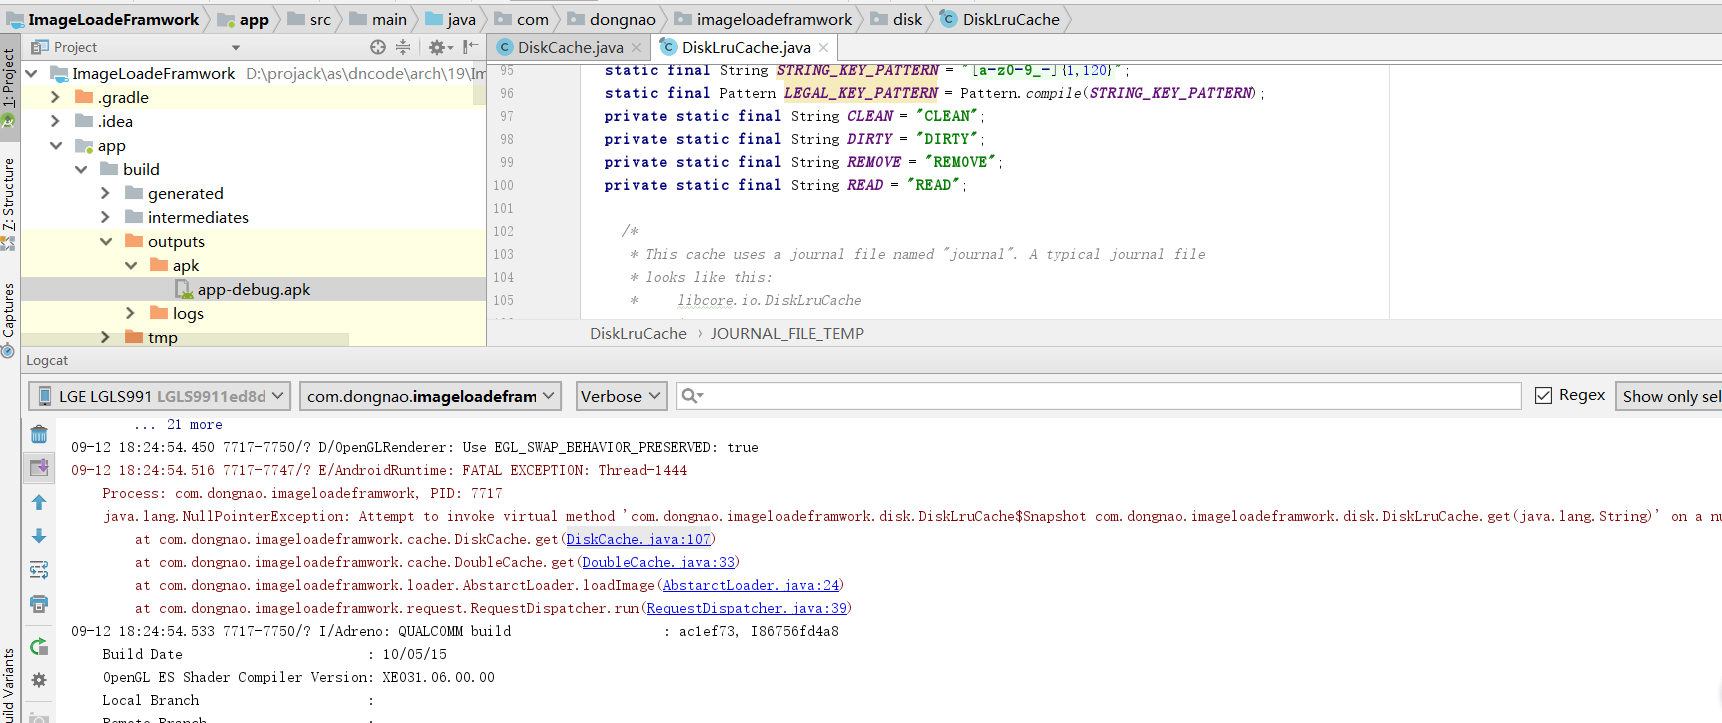 ImageLoadeFramwork app src main java com dongnao imageloadeframwork disk DiskLruCache
Project
DiskCache.java
DiskLruCache.java
1: Project
7: Structure
Captures
ImageLoadeFramwork D:\projack\as\dncode\arch\19\Im
.gradle
.idea
app
build
generated
intermediates
outputs
apk
app-debug.apk
logs
tmp
95 static final String STRING_KEY_PATTERN = "[a-z0-9_-]{1,120}";
96 static final Pattern LEGAL_KEY_PATTERN = Pattern.compile(STRING_KEY_PATTERN);
97 private static final String CLEAN = "CLEAN";
98 private static final String DIRTY = "DIRTY";
99 private static final String REMOVE = "REMOVE";
100 private static final String READ = "READ";
101
102 /*
103 * This cache uses a journal file named "journal". A typical journal file
104 * looks like this:
105 * libcore.io.DiskLruCache
DiskLruCache › JOURNAL_FILE_TEMP
Logcat
LGE LGLS991 LGLS9911ed8d
com.dongnao.imageloadefram
Verbose
Regex
Show only sel
... 21 more
09-12 18:24:54.450 7717-7750/? D/OpenGLRenderer: Use EGL_SWAP_BEHAVIOR_PRESERVED: true
09-12 18:24:54.516 7717-7747/? E/AndroidRuntime: FATAL EXCEPTION: Thread-1444
Process: com.dongnao.imageloadeframwork, PID: 7717
java.lang.NullPointerException: Attempt to invoke virtual method 'com.dongnao.imageloadeframwork.disk.DiskLruCache$Snapshot com.dongnao.imageloadeframwork.disk.DiskLruCache.get(java.lang.String)' on a nu
at com.dongnao.imageloadeframwork.cache.DiskCache.get(DiskCache.java:107)
at com.dongnao.imageloadeframwork.cache.DoubleCache.get(DoubleCache.java:33)
at com.dongnao.imageloadeframwork.loader.AbstarctLoader.loadImage(AbstarctLoader.java:24)
at com.dongnao.imageloadeframwork.request.RequestDispatcher.run(RequestDispatcher.java:39)
09-12 18:24:54.533 7717-7750/? I/Adreno: QUALCOMM build : ac1ef73, I86756fd4a8
Build Date : 10/05/15
OpenGL ES Shader Compiler Version: XE031.06.00.00
Local Branch :
Remote Branch :
uild Variants